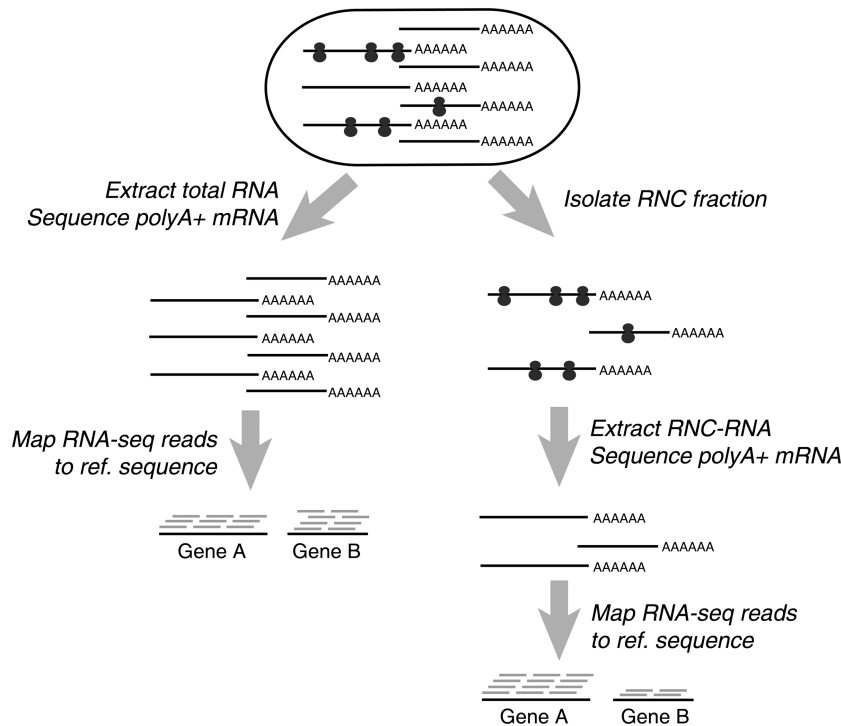 AAAAAA
AAAAAA
AAAAAA
AAAAAA
AAAAAA
AAAAAA
AAAAAA
Extract total RNA
Sequence polyA+ mRNA
Isolate RNC fraction
AAAAAA
AAAAAA
AAAAAA
AAAAAA
AAAAAA
AAAAAA
AAAAAA
AAAAAA
AAAAAA
AAAAAA
Map RNA-seq reads
to ref. sequence
Extract RNC-RNA
Sequence polyA+ mRNA
Gene A
Gene B
AAAAAA
AAAAAA
AAAAAA
Map RNA-seq reads
to ref. sequence
Gene A
Gene B